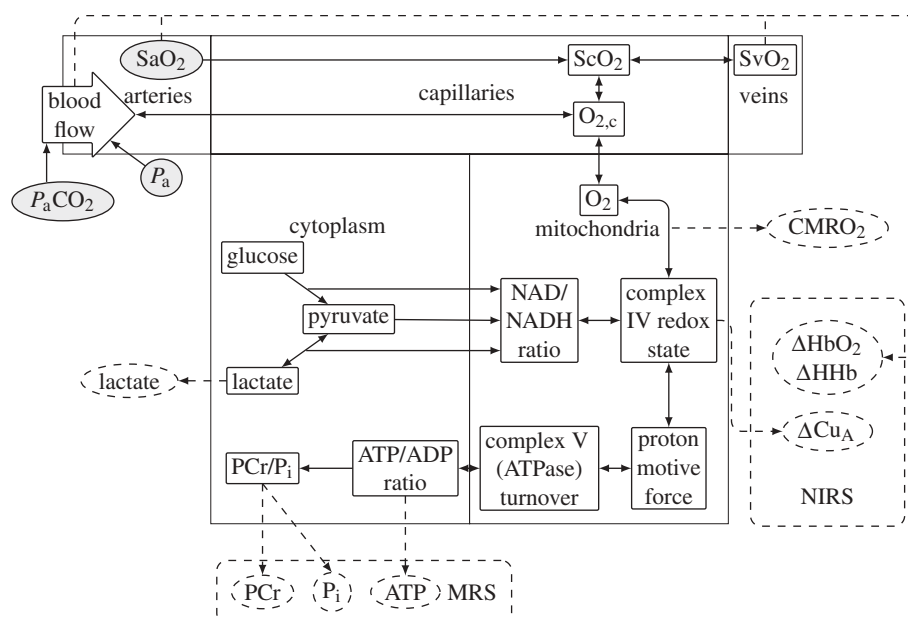 SaO₂
ScO₂
SvO₂
blood
flow
arteries
capillaries
veins
O₂,c
PₐCO₂
Pₐ
O₂
cytoplasm
mitochondria
CMRO₂
glucose
NAD/
NADH
ratio
complex
IV redox
state
pyruvate
lactate
lactate
ΔHbO₂
ΔHHb
ΔCu_A
NIRS
PCr/Pᵢ
ATP/ADP
ratio
complex V
(ATPase)
turnover
proton
motive
force
PCr
Pᵢ
ATP
MRS